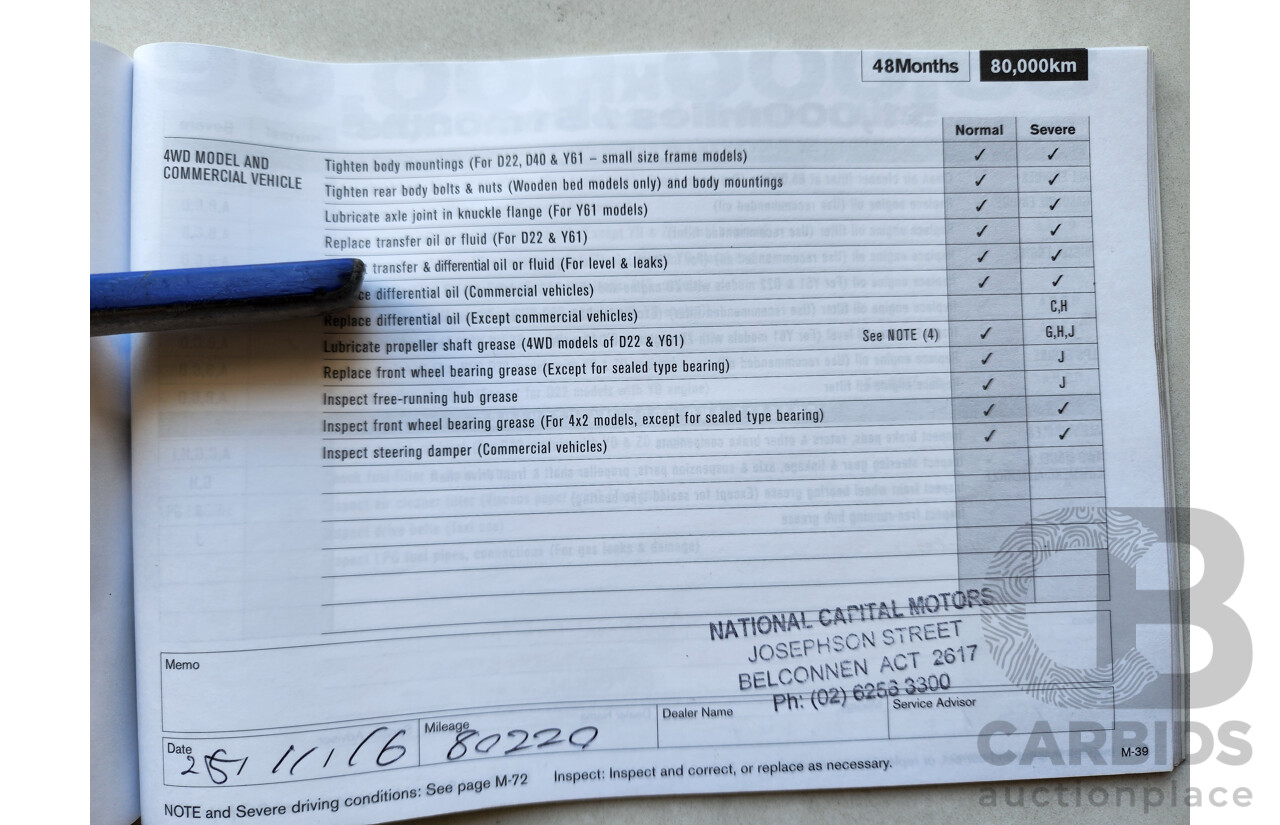 48Months 80,000km
Normal Severe
4WD MODEL AND
COMMERCIAL VEHICLE
Tighten body mountings (For D22, D40 & Y61 – small size frame models) ✓ ✓
Tighten rear body bolts & nuts (Wooden bed models only) and body mountings ✓ ✓
Lubricate axle joint in knuckle flange (For Y61 models) ✓ ✓
Replace transfer oil or fluid (For D22 & Y61) ✓ ✓
transfer & differential oil or fluid (For level & leaks) ✓ ✓
ce differential oil (Commercial vehicles) ✓ ✓
Replace differential oil (Except commercial vehicles) C,H
Lubricate propeller shaft grease (4WD models of D22 & Y61) See NOTE (4) ✓ G,H,J
Replace front wheel bearing grease (Except for sealed type bearing) ✓ J
Inspect free-running hub grease ✓ J
Inspect front wheel bearing grease (For 4x2 models, except for sealed type bearing) ✓ ✓
Inspect steering damper (Commercial vehicles) ✓ ✓
NATIONAL CAPITAL MOTORS
JOSEPHSON STREET
BELCONNEN ACT 2617
Ph: (02) 6256 3300
Memo
Date Mileage Dealer Name Service Advisor
80220
NOTE and Severe driving conditions: See page M-72 Inspect: Inspect and correct, or replace as necessary.
M-39
CB
CARBIDS
auctionplace